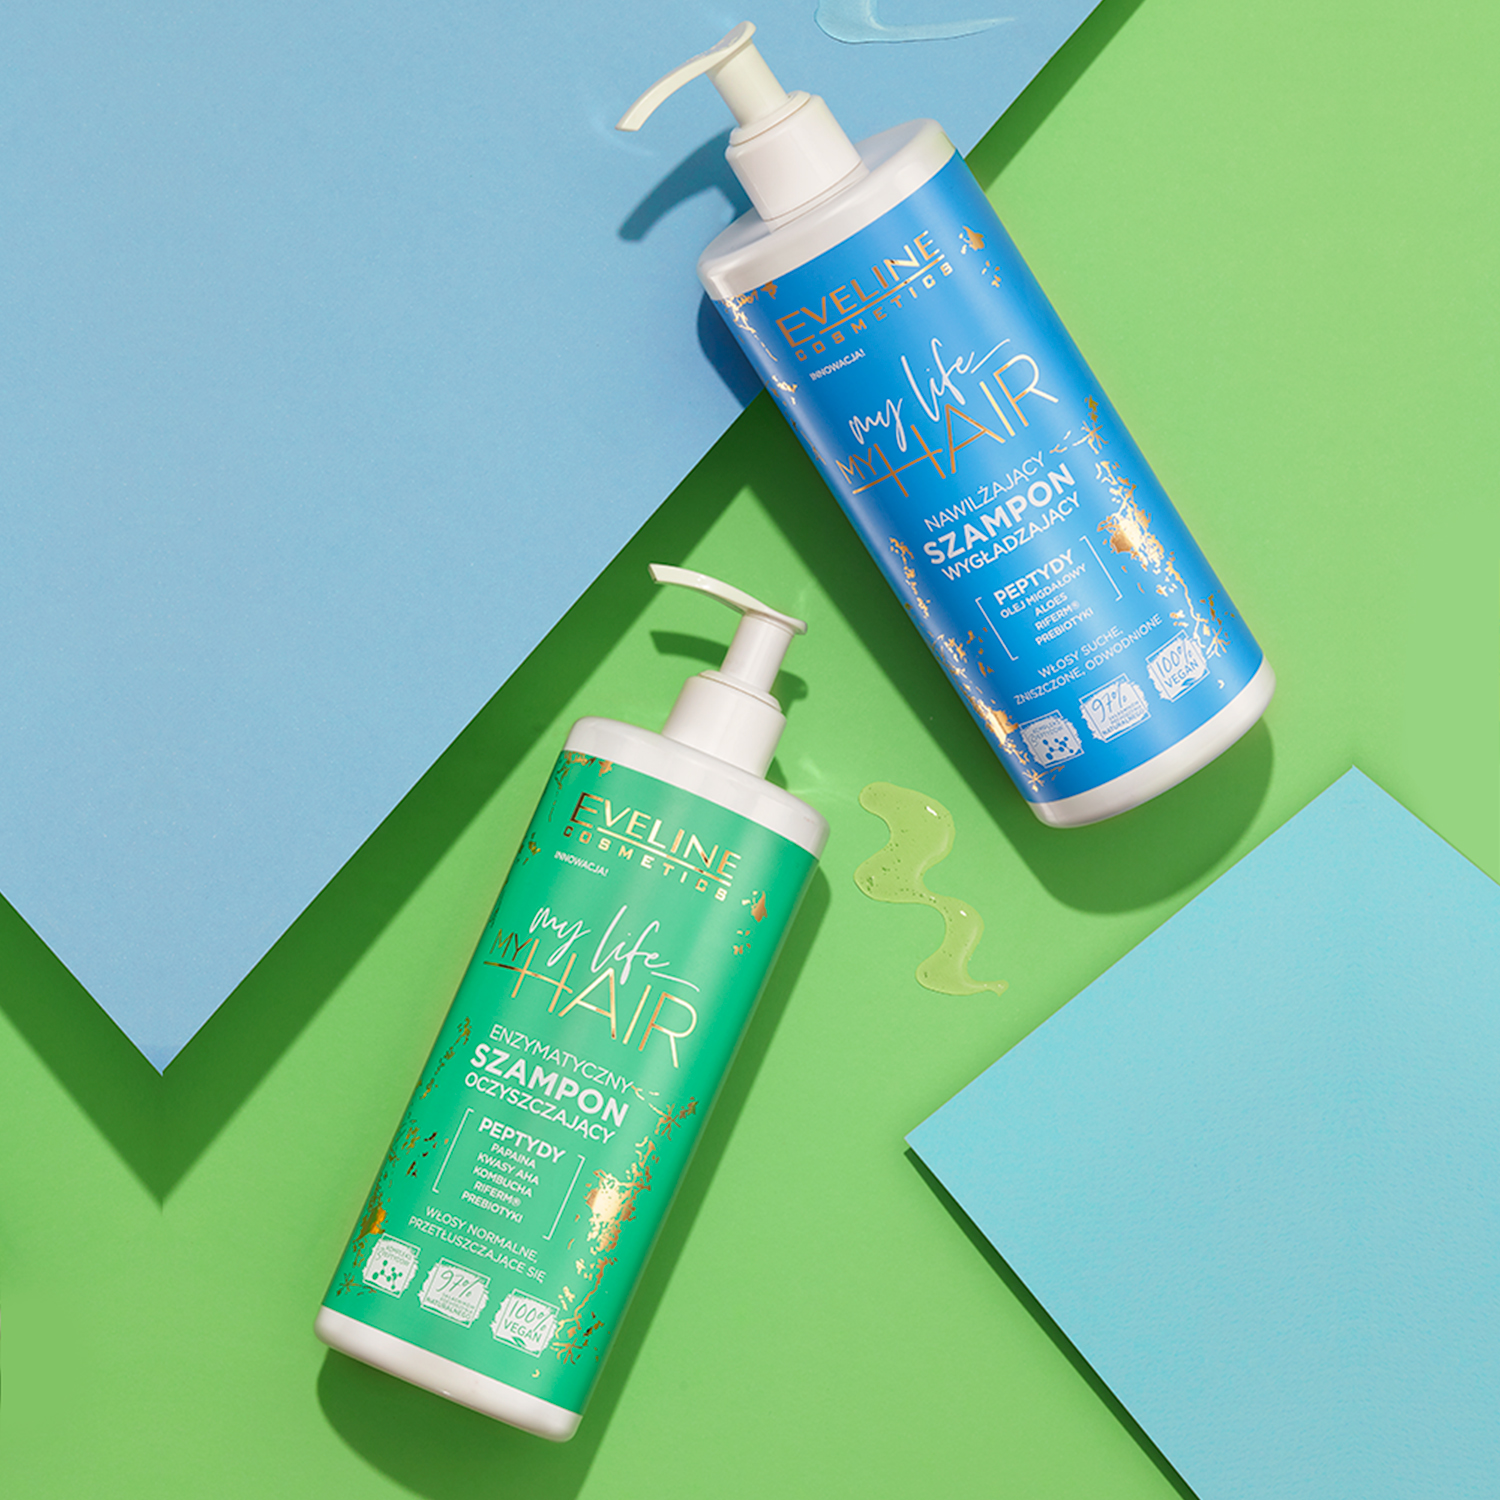 EVELINE
COSMETICS
INNOWACJA!
my life
MY HAIR
NAWILŻAJĄCY
SZAMPON
WYGŁADZAJĄCY
PEPTYDY
OLEJ MIGDAŁOWY
ALOES
RIFERM®
PREBIOTYKI
WŁOSY SUCHE,
ZNISZCZONE, ODWODNIONE
97%
NATURALNEGO
100%
VEGAN
EVELINE
COSMETICS
INNOWACJA!
my life
MY HAIR
ENZYMATYCZNY
SZAMPON
OCZYSZCZAJĄCY
PEPTYDY
PAPAINA
KWASY AHA
KOMBUCHA
RIFERM®
PREBIOTYKI
WŁOSY NORMALNE,
PRZETŁUSZCZAJĄCE SIĘ
97%
NATURALNEGO
100%
VEGAN